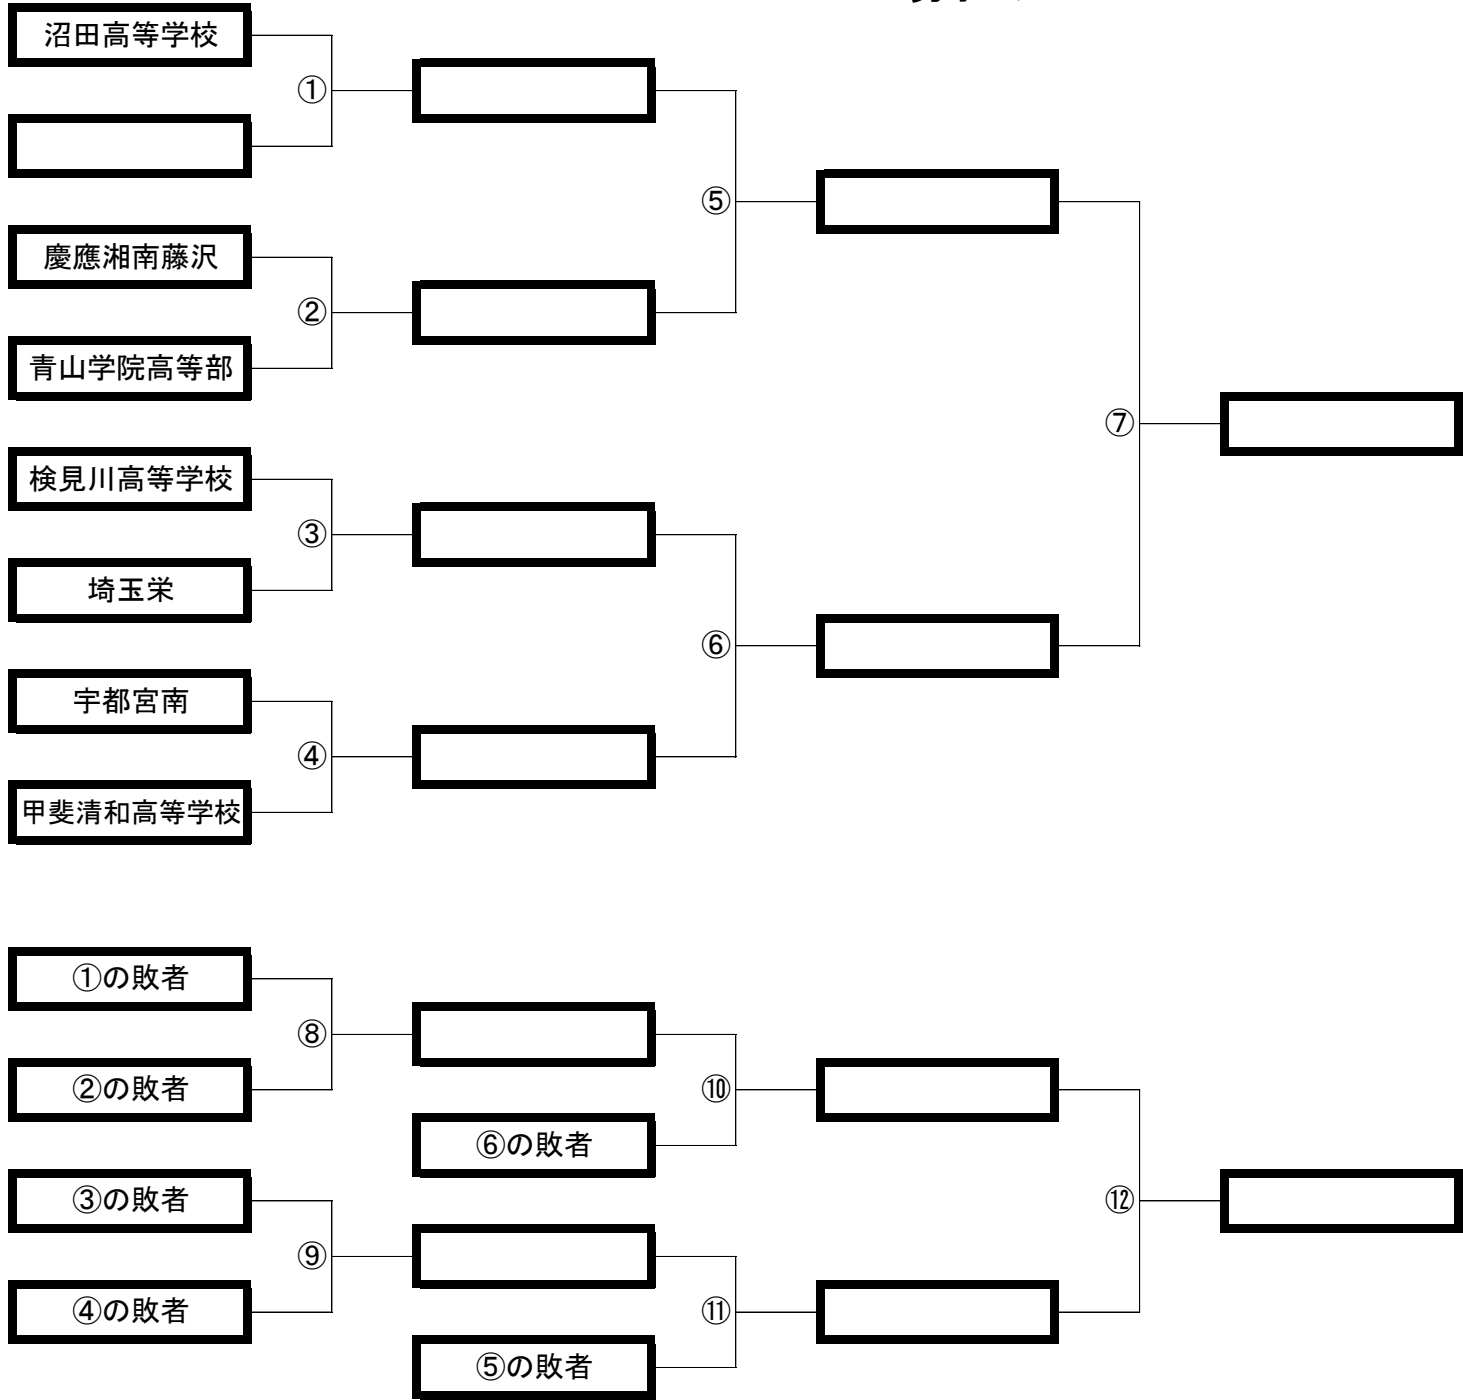 沼田高等学校
①
慶應湘南藤沢
②
⑤
青山学院高等部
⑦
検見川高等学校
③
埼玉栄
⑥
宇都宮南
④
甲斐清和高等学校
①の敗者
⑧
②の敗者
⑩
⑥の敗者
③の敗者
⑫
⑨
④の敗者
⑪
⑤の敗者